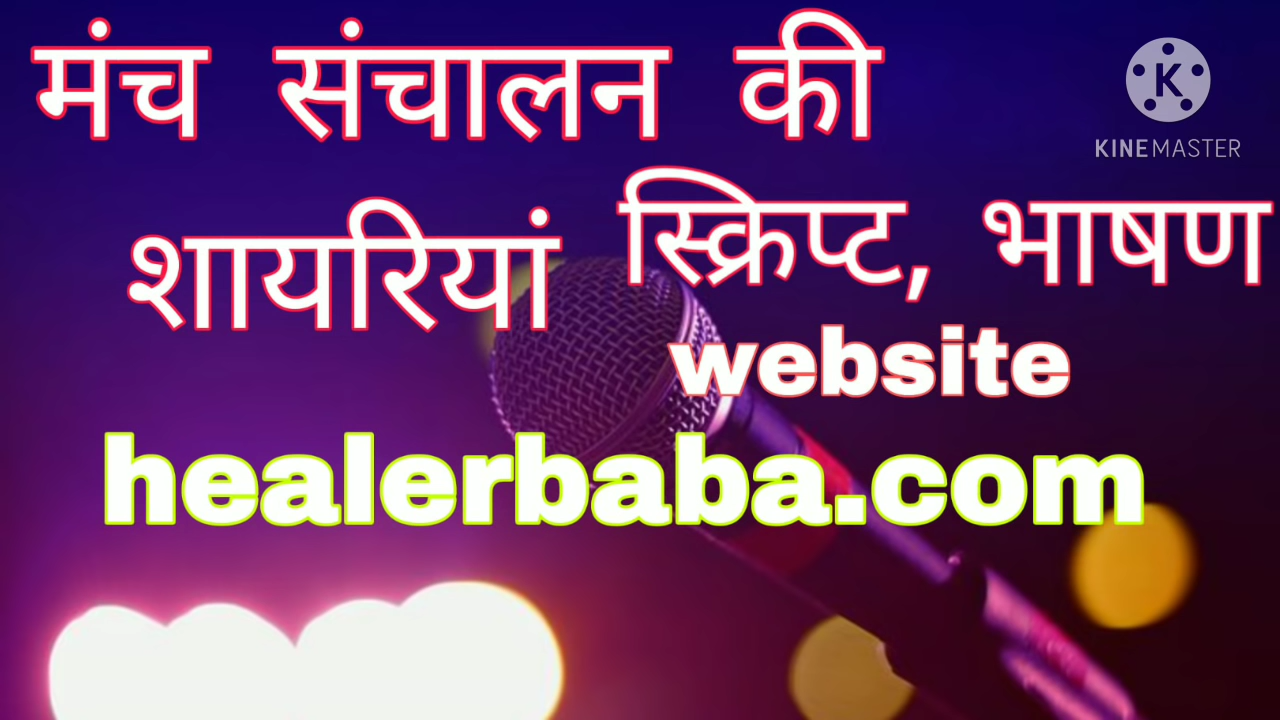 मंच संचालन की
शायरियां
स्क्रिप्ट, भाषण
website
healerbaba.com
K
KINEMASTER